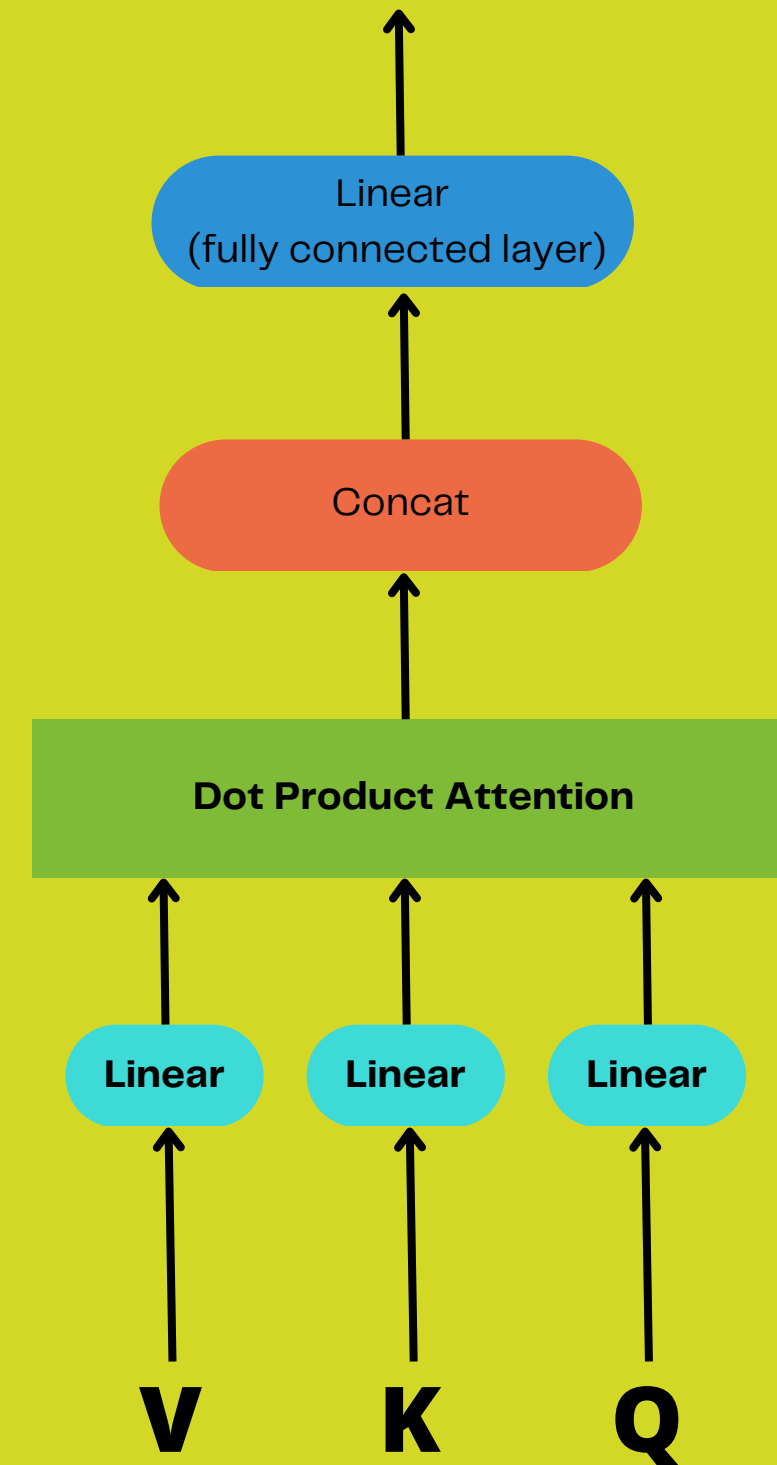 Linear
(fully connected layer)
Concat
Dot Product Attention
Linear Linear Linear
V K Q